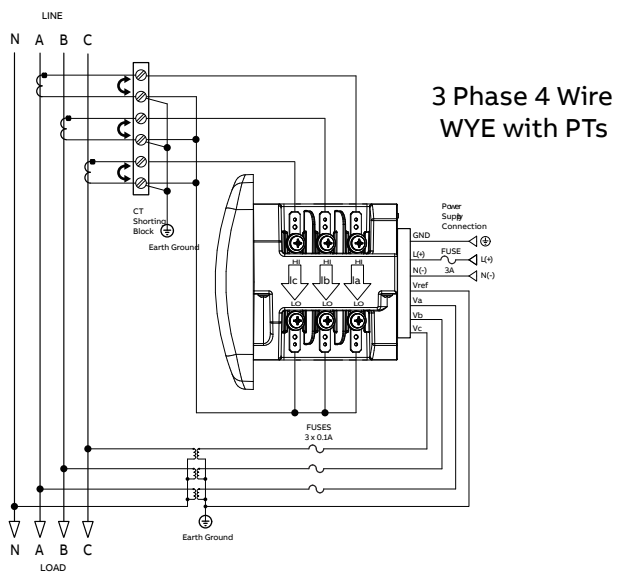 LINE
N A B C
3 Phase 4 Wire
WYE with PTs
CT
Shorting
Block
Earth Ground
Power
Supply
Connection
GND
L(+) FUSE L(+)
N(-) 3A N(-)
Vref
Va
Vb
Vc
HI HI HI
Ic Ib Ia
LO LO LO
FUSES
3 x 0.1A
Earth Ground
N A B C
LOAD